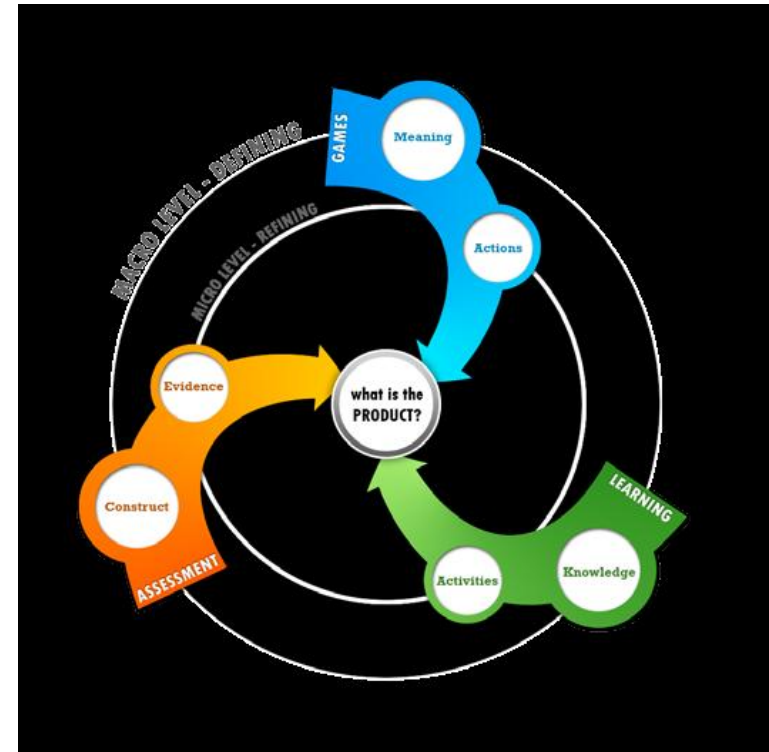 GAMES
Meaning
MACRO LEVEL - DEFINING
MICRO LEVEL - REFINING
Actions
Evidence
what is the
PRODUCT?
LEARNING
Construct
Activities
Knowledge
ASSESSMENT